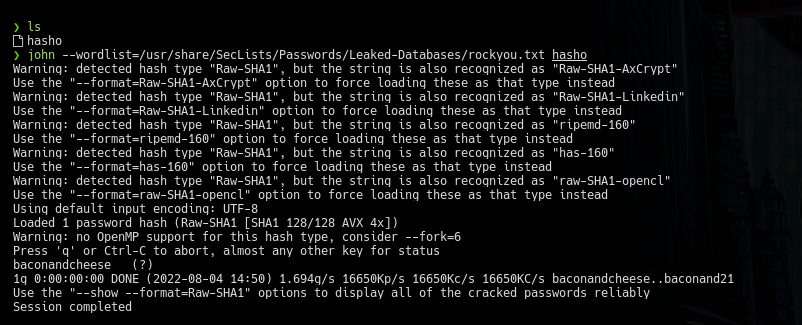 ❯ ls
hasho
❯ john --wordlist=/usr/share/SecLists/Passwords/Leaked-Databases/rockyou.txt hasho
Warning: detected hash type "Raw-SHA1", but the string is also recognized as "Raw-SHA1-AxCrypt"
Use the "--format=Raw-SHA1-AxCrypt" option to force loading these as that type instead
Warning: detected hash type "Raw-SHA1", but the string is also recognized as "Raw-SHA1-Linkedin"
Use the "--format=Raw-SHA1-Linkedin" option to force loading these as that type instead
Warning: detected hash type "Raw-SHA1", but the string is also recognized as "ripemd-160"
Use the "--format=ripemd-160" option to force loading these as that type instead
Warning: detected hash type "Raw-SHA1", but the string is also recognized as "has-160"
Use the "--format=has-160" option to force loading these as that type instead
Warning: detected hash type "Raw-SHA1", but the string is also recognized as "raw-SHA1-opencl"
Use the "--format=raw-SHA1-opencl" option to force loading these as that type instead
Using default input encoding: UTF-8
Loaded 1 password hash (Raw-SHA1 [SHA1 128/128 AVX 4x])
Warning: no OpenMP support for this hash type, consider --fork=6
Press 'q' or Ctrl-C to abort, almost any other key for status
baconandcheese   (?)
1g 0:00:00:00 DONE (2022-08-04 14:50) 1.694g/s 16650Kp/s 16650Kc/s 16650KC/s baconandcheese..baconand21
Use the "--show --format=Raw-SHA1" options to display all of the cracked passwords reliably
Session completed